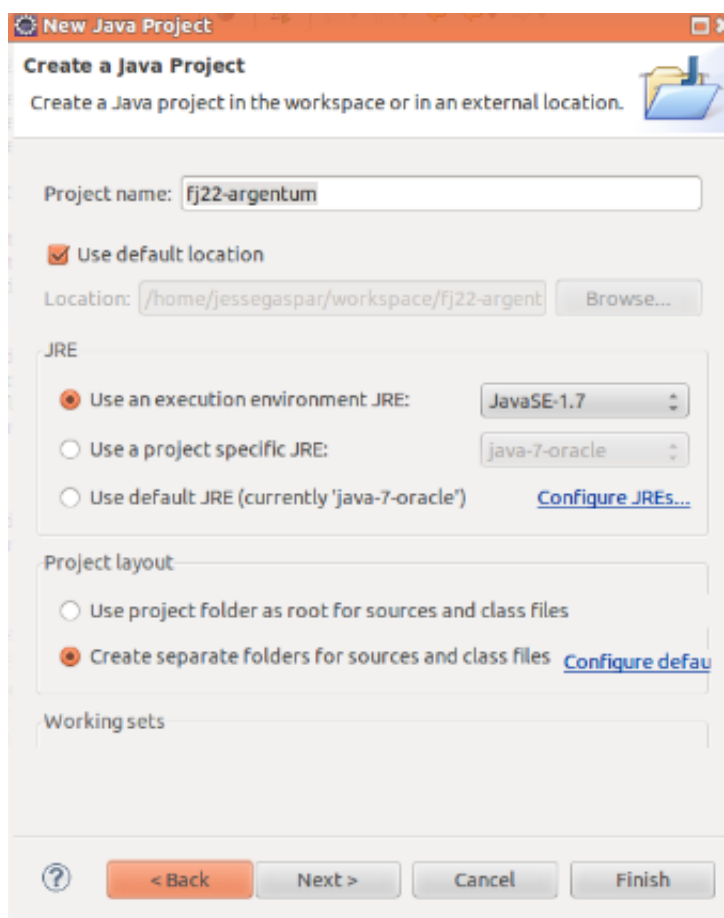 New Java Project
Create a Java Project
Create a Java project in the workspace or in an external location.
Project name: fj22-argentum
Use default location
Location: /home/jessegaspar/workspace/fj22-argent Browse...
JRE
Use an execution environment JRE: JavaSE-1.7
Use a project specific JRE: java-7-oracle
Use default JRE (currently 'java-7-oracle') Configure JREs...
Project layout
Use project folder as root for sources and class files
Create separate folders for sources and class files Configure defau
Working sets
? < Back Next > Cancel Finish